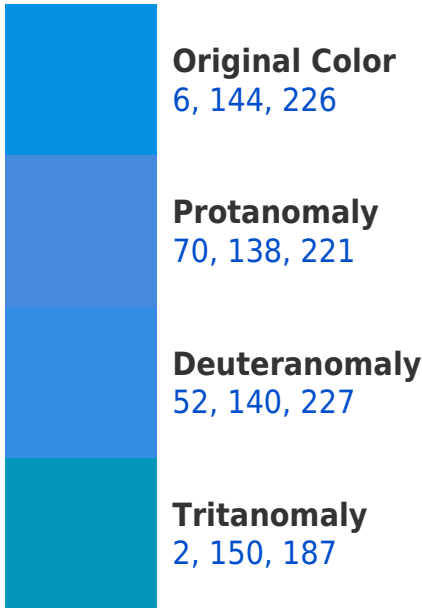 Original Color
6, 144, 226
Protanomaly
70, 138, 221
Deuteranomaly
52, 140, 227
Tritanomaly
2, 150, 187